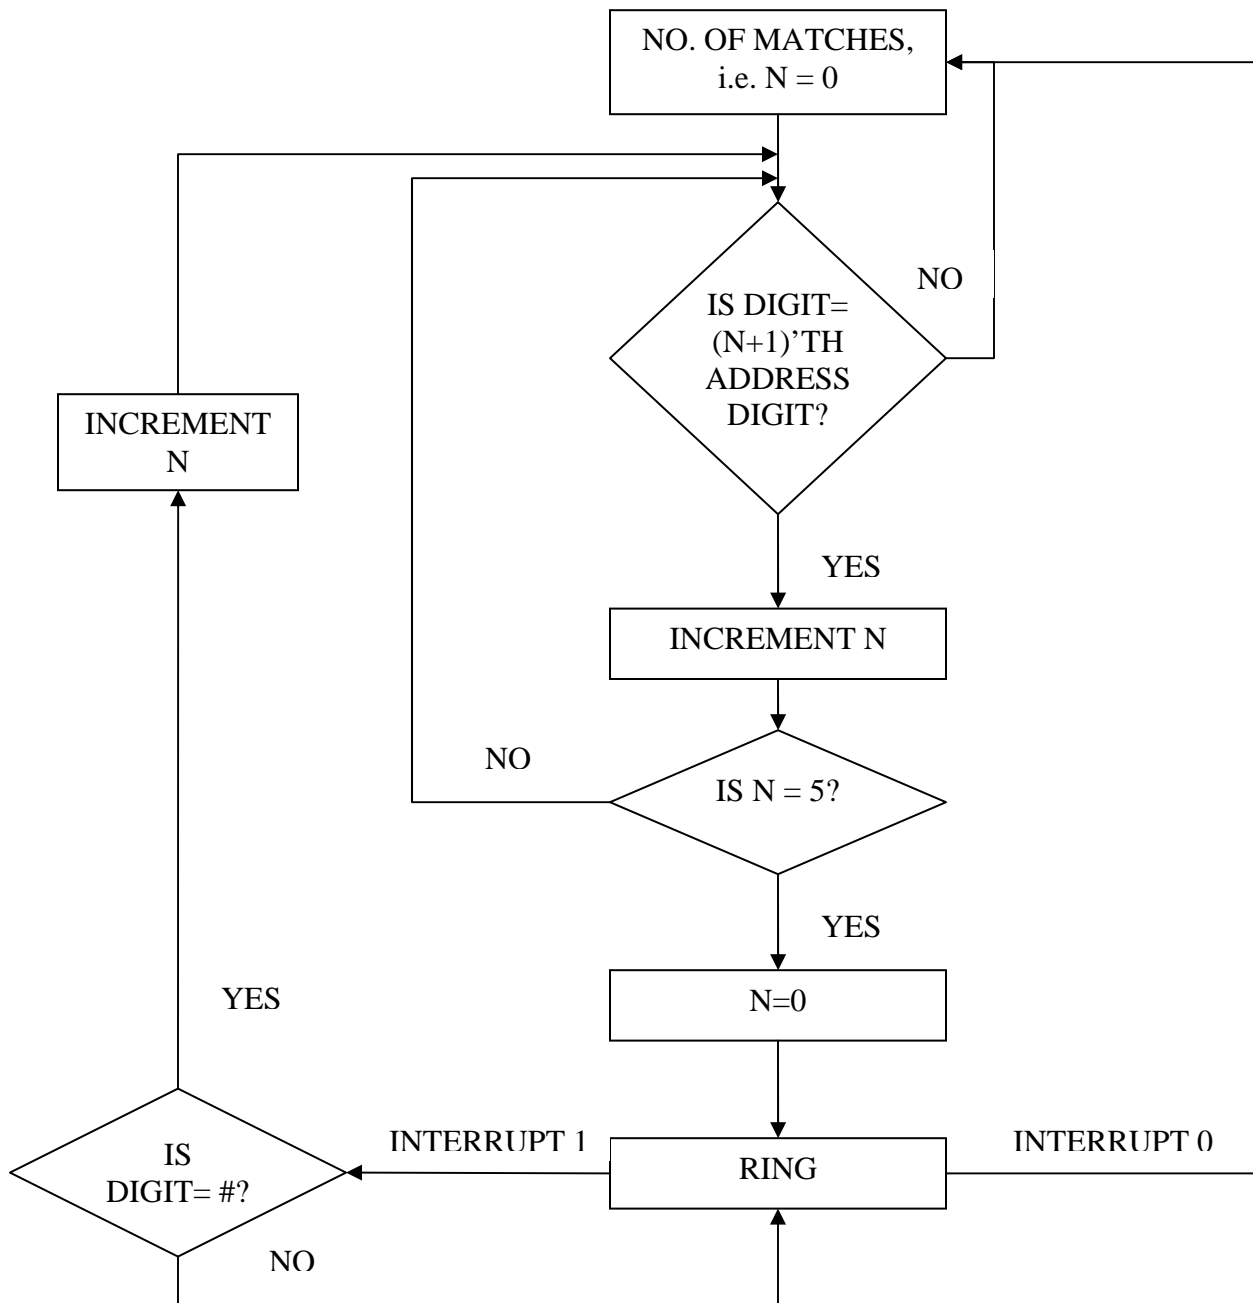 NO. OF MATCHES,
i.e. N = 0
NO
IS DIGIT=
(N+1)’TH
ADDRESS
DIGIT?
INCREMENT
N
YES
INCREMENT N
NO
IS N = 5?
YES
N=0
YES
INTERRUPT 1
INTERRUPT 0
IS
DIGIT= #?
RING
NO